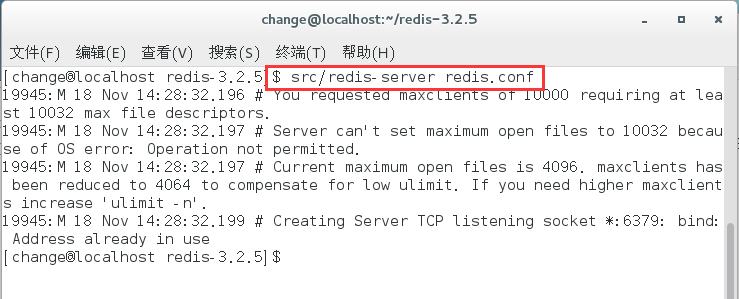 change@localhost:~/redis-3.2.5
文件(F) 编辑(E) 查看(V) 搜索(S) 终端(T) 帮助(H)
[change@localhost redis-3.2.5]$ src/redis-server redis.conf
19945:M 18 Nov 14:28:32.196 # You requested maxclients of 10000 requiring at lea
st 10032 max file descriptors.
19945:M 18 Nov 14:28:32.197 # Server can't set maximum open files to 10032 becau
se of OS error: Operation not permitted.
19945:M 18 Nov 14:28:32.197 # Current maximum open files is 4096. maxclients has
 been reduced to 4064 to compensate for low ulimit. If you need higher maxclient
s increase 'ulimit -n'.
19945:M 18 Nov 14:28:32.199 # Creating Server TCP listening socket *:6379: bind:
 Address already in use
[change@localhost redis-3.2.5]$